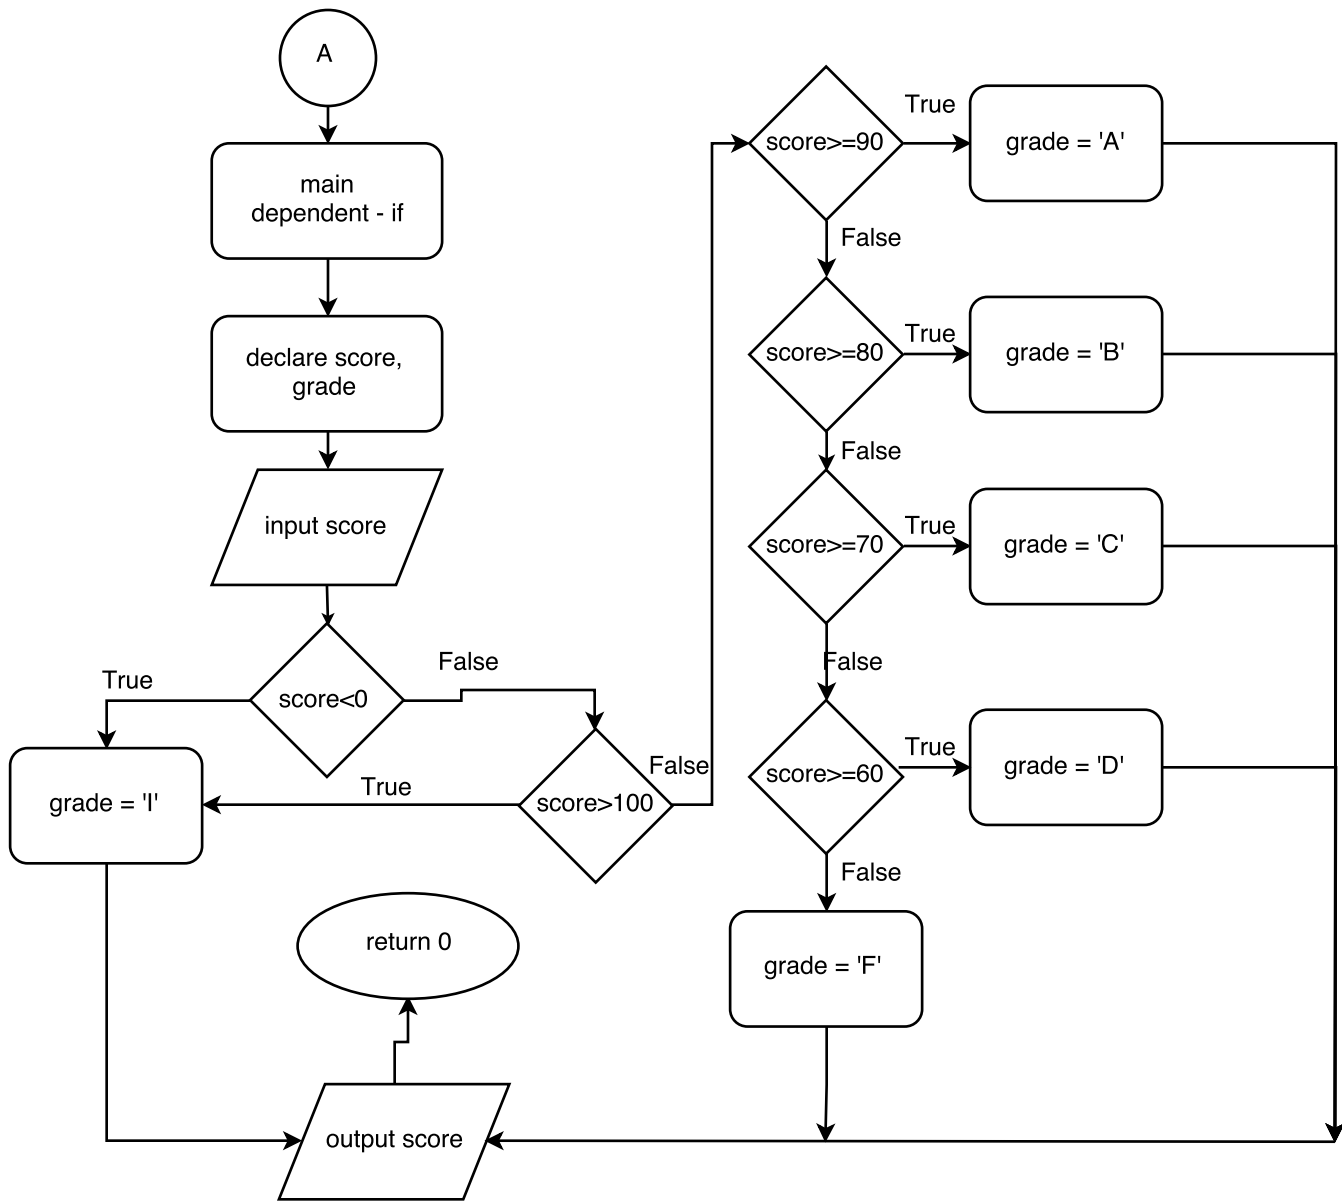 A
main
dependent - if
declare score,
grade
input score
score<0
True
False
grade = 'I'
score>100
True
False
score>=90
True
grade = 'A'
False
score>=80
True
grade = 'B'
False
score>=70
True
grade = 'C'
False
score>=60
True
grade = 'D'
False
grade = 'F'
return 0
output score